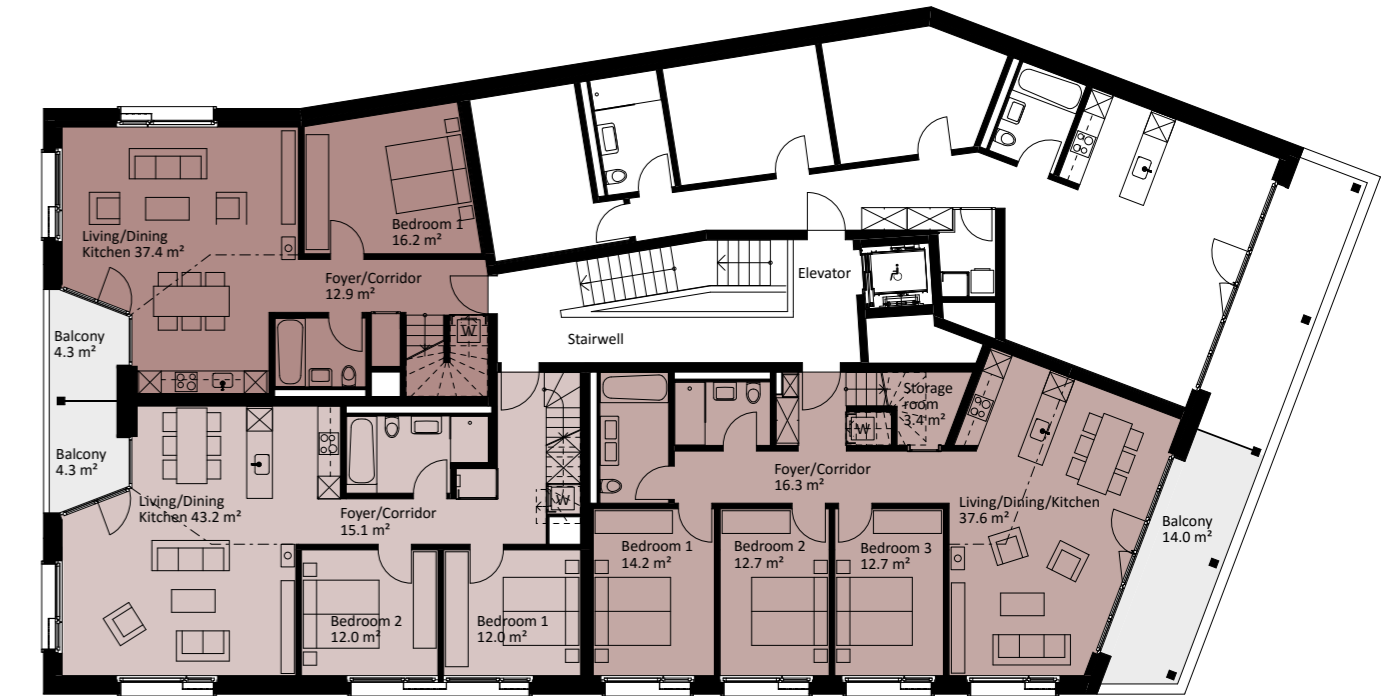 Living/Dining
Kitchen 37.4 m²
Bedroom 1
16.2 m²
Foyer/Corridor
12.9 m²
W
Balcony
4.3 m²
Elevator
Stairwell
Balcony
4.3 m²
Living/Dining
Kitchen 43.2 m²
Foyer/Corridor
15.1 m²
W
Bedroom 2
12.0 m²
Bedroom 1
12.0 m²
Storage
room
3.4 m²
W
Foyer/Corridor
16.3 m²
Bedroom 1
14.2 m²
Bedroom 2
12.7 m²
Bedroom 3
12.7 m²
Living/Dining/Kitchen
37.6 m²
Balcony
14.0 m²